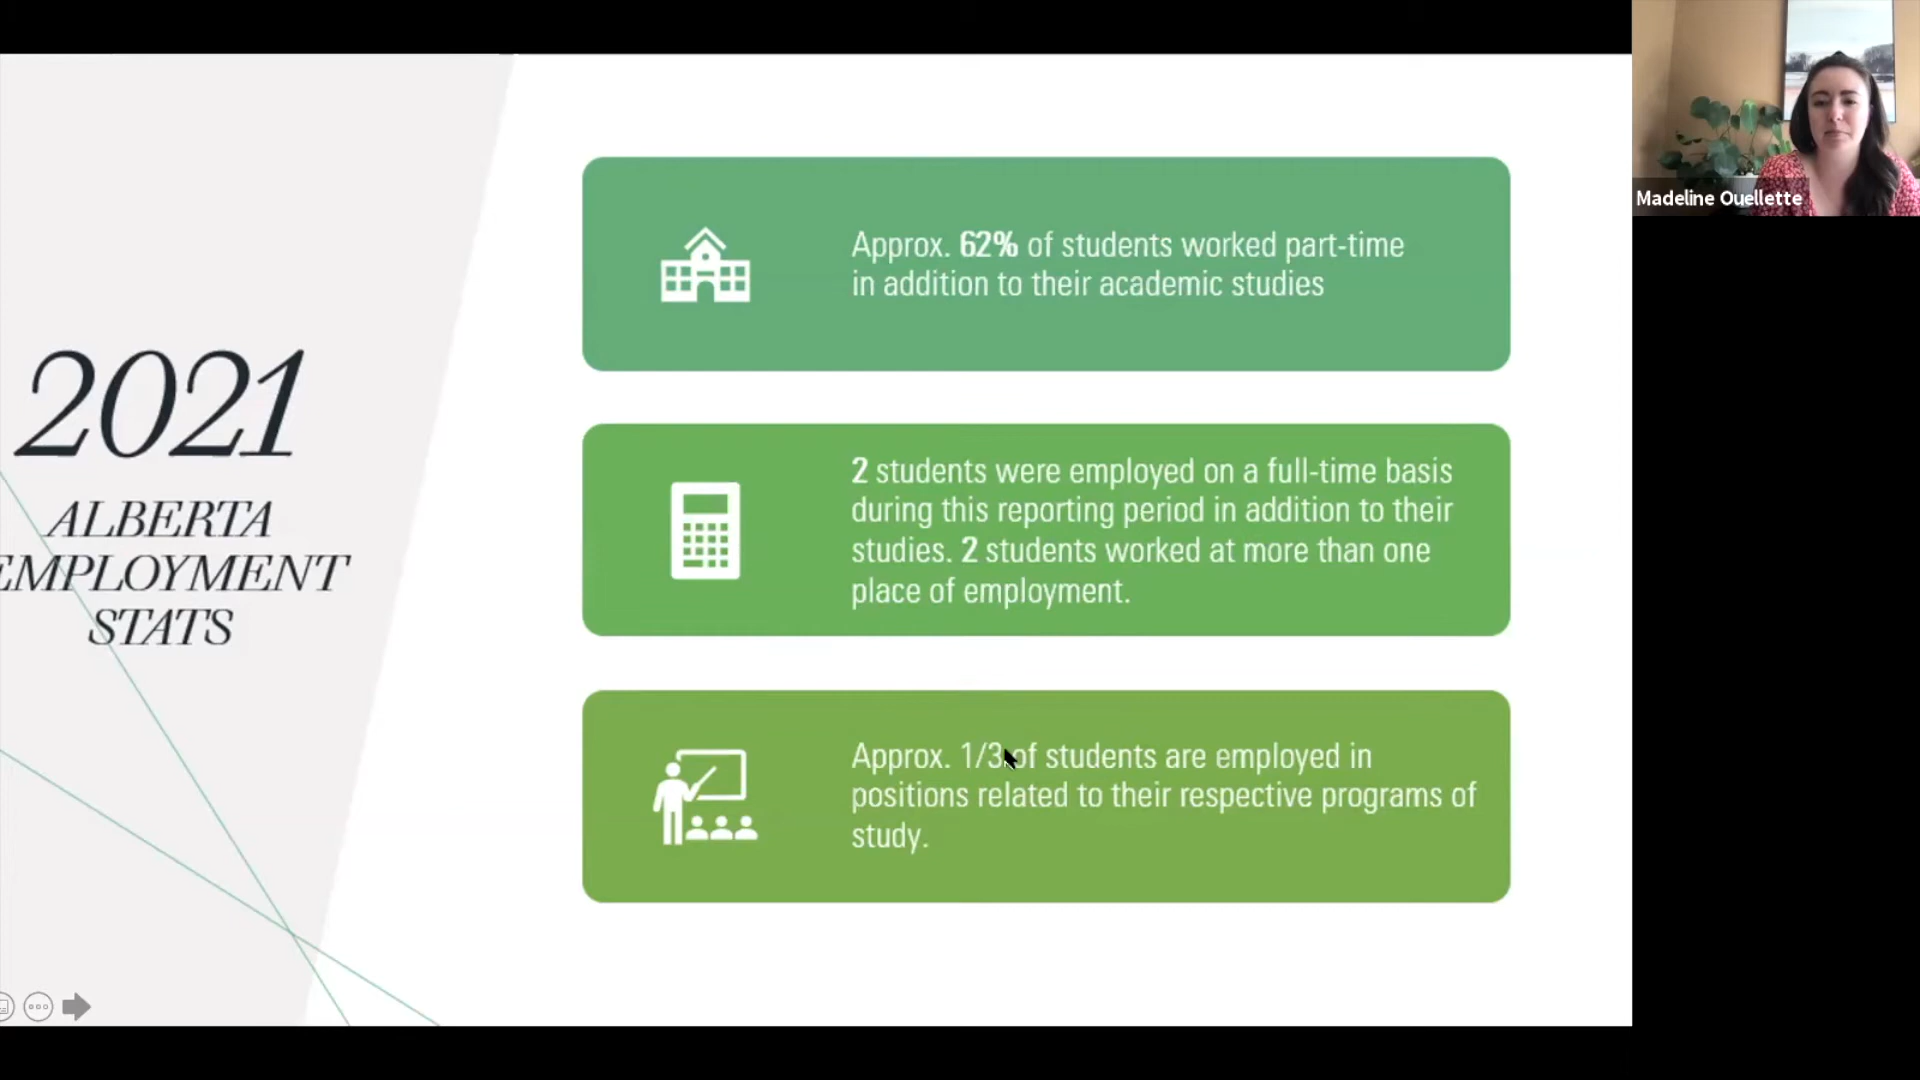 2021
ALBERTA
EMPLOYMENT
STATS
Approx. 62% of students worked part-time
in addition to their academic studies
2 students were employed on a full-time basis
during this reporting period in addition to their
studies. 2 students worked at more than one
place of employment.
Approx. 1/3 of students are employed in
positions related to their respective programs of
study.
Madeline Ouellette